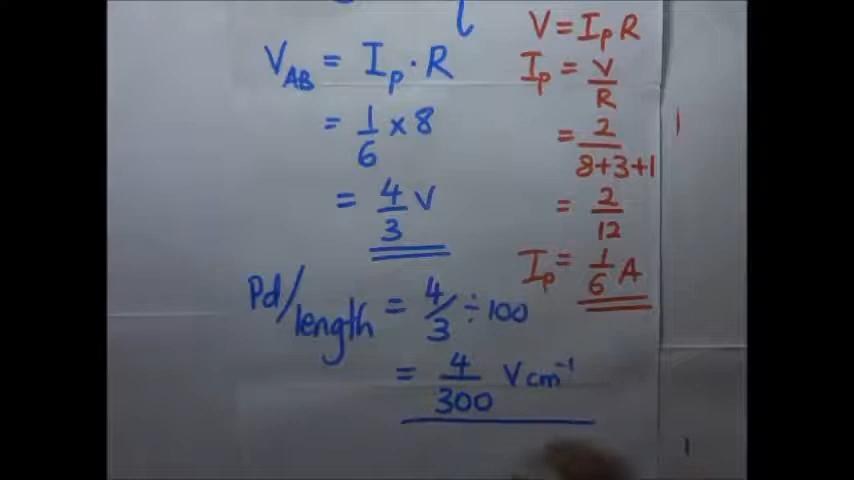 V_AB = I_p · R
= 1/6 × 8
= 4/3 V
Pd/length = 4/3 ÷ 100
= 4/300 V cm⁻¹
V = I_p R
I_p = V/R
= 2/8+3+1
= 2/12
I_p = 1/6 A